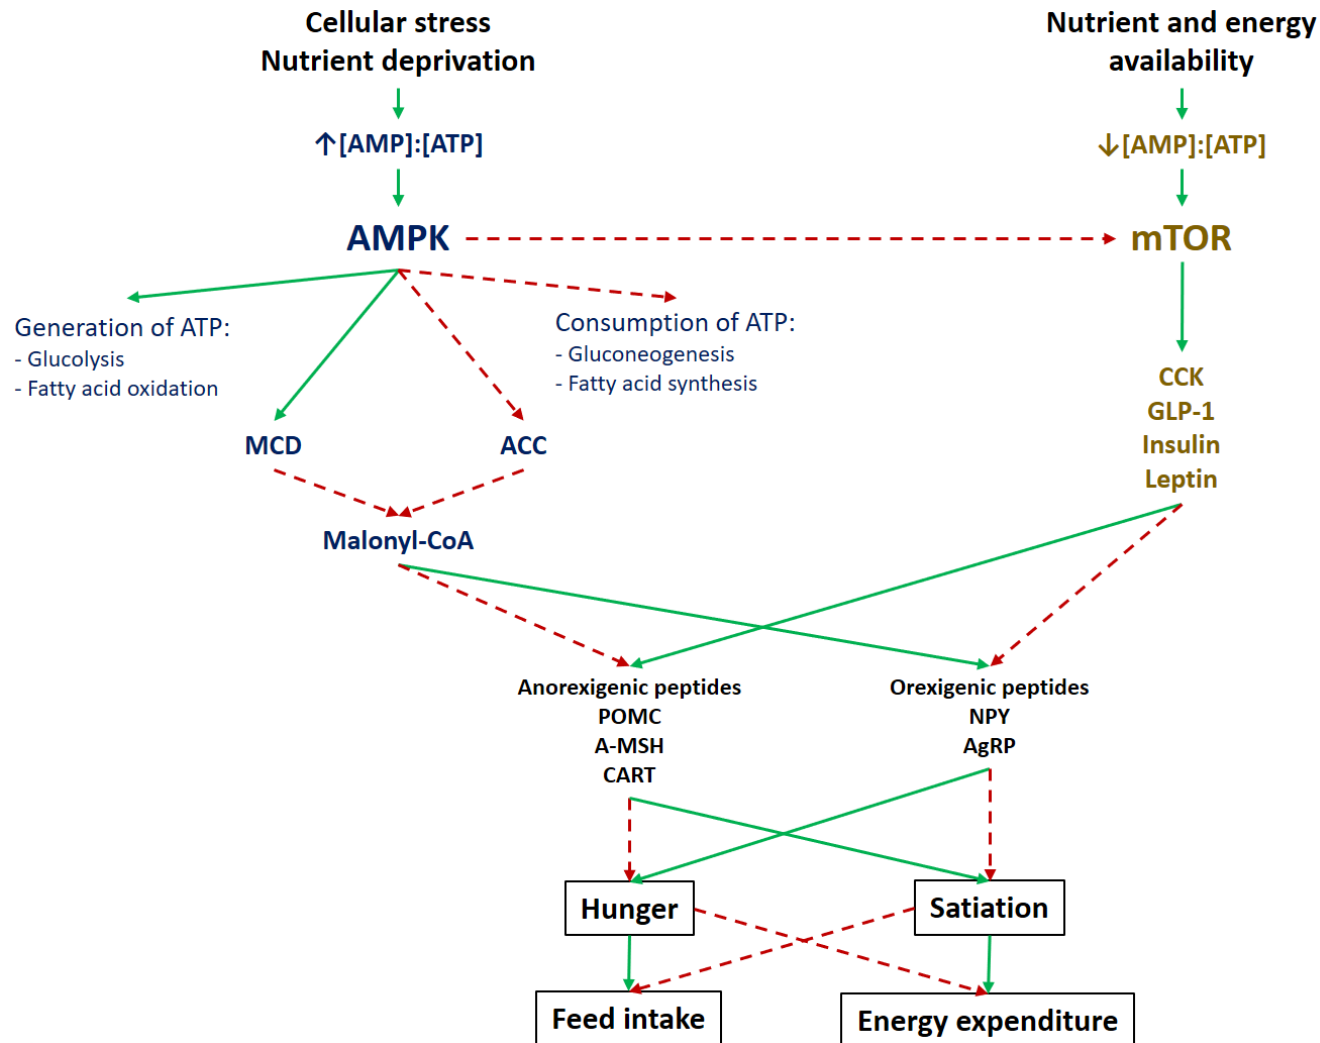 Cellular stress
Nutrient deprivation
Nutrient and energy
availability
↑[AMP]:[ATP]
↓[AMP]:[ATP]
AMPK
mTOR
Generation of ATP:
- Glucolysis
- Fatty acid oxidation
Consumption of ATP:
- Gluconeogenesis
- Fatty acid synthesis
CCK
GLP-1
Insulin
Leptin
MCD
ACC
Malonyl-CoA
Anorexigenic peptides
POMC
A-MSH
CART
Orexigenic peptides
NPY
AgRP
Hunger
Satiation
Feed intake
Energy expenditure